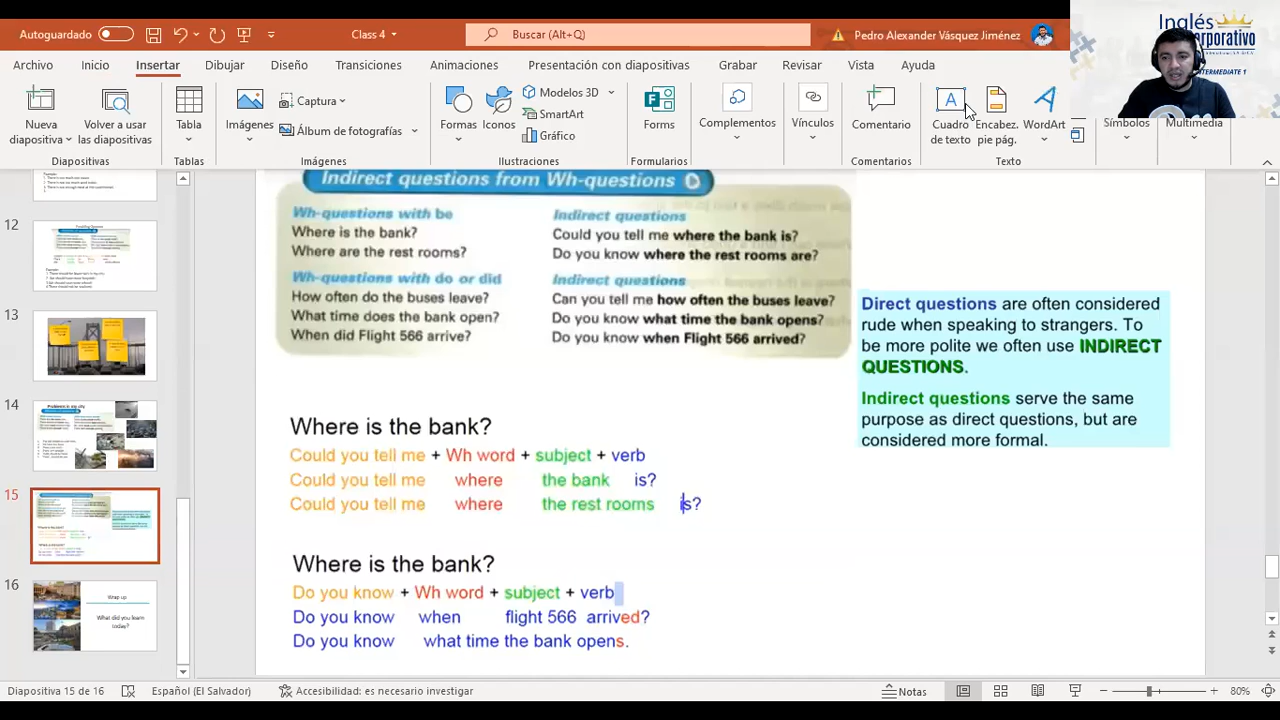 Autoguardado
Class 4
Buscar (Alt+Q)
Pedro Alexander Vásquez Jiménez
Inglés
INTERMEDIATE 1
Archivo Inicio Insertar Dibujar Diseño Transiciones Animaciones Presentación con diapositivas Grabar Revisar Vista Ayuda
Nueva
diapositiva
Volver a usar
las diapositivas
Tabla
Imágenes
Captura
Álbum de fotografías
Formas
Iconos
Modelos 3D
SmartArt
Gráfico
Forms
Complementos
Vínculos
Comentario
Cuadro
de texto
Encabez.
pie pág.
WordArt
Símbolos
Multimedia
Diapositivas Tablas Imágenes Ilustraciones Formularios Comentarios Texto
12
13
14
Problems in my city
15
16
Wrap up
What did you learn
today?
Indirect questions from Wh-questions
Wh-questions with be
Where is the bank?
Where are the rest rooms?
Wh-questions with do or did
How often do the buses leave?
What time does the bank open?
When did Flight 566 arrive?
Indirect questions
Could you tell me where the bank is?
Do you know where the rest rooms are?
Indirect questions
Can you tell me how often the buses leave?
Do you know what time the bank opens?
Do you know when Flight 566 arrived?
Direct questions are often considered
rude when speaking to strangers. To
be more polite we often use INDIRECT
QUESTIONS.
Indirect questions serve the same
purpose as direct questions, but are
considered more formal.
Where is the bank?
Could you tell me + Wh word + subject + verb
Could you tell me where the bank is?
Could you tell me where the rest rooms is?
Where is the bank?
Do you know + Wh word + subject + verb
Do you know when flight 566 arrived?
Do you know what time the bank opens.
Diapositiva 15 de 16
Español (El Salvador)
Accesibilidad: es necesario investigar
Notas
80%